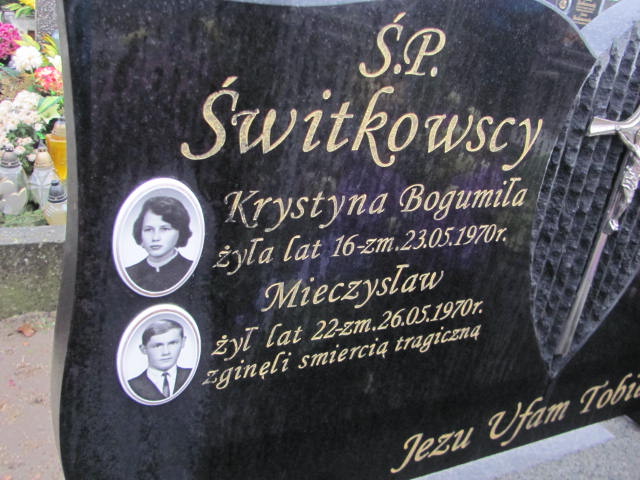 Ś.P.
Świtkowscy
Krystyna Bogumiła
żyła lat 16-zm.23.05.1970r.
Mieczysław
żył lat 22-zm.26.05.1970r.
zginęli smiercią tragiczną
Jezu Ufam